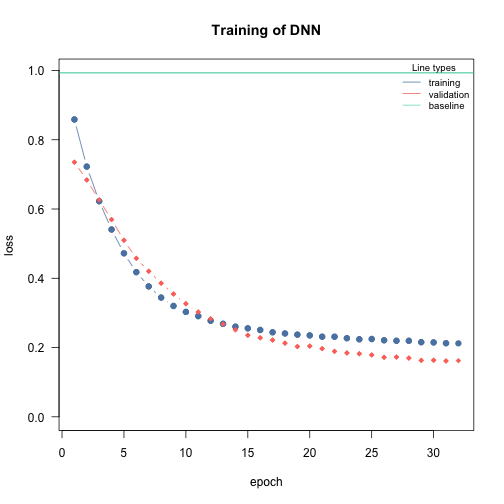 Training of DNN
Line types
training
validation
baseline
1.0
0.8
0.6
0.4
0.2
0.0
loss
0 5 10 15 20 25 30
epoch